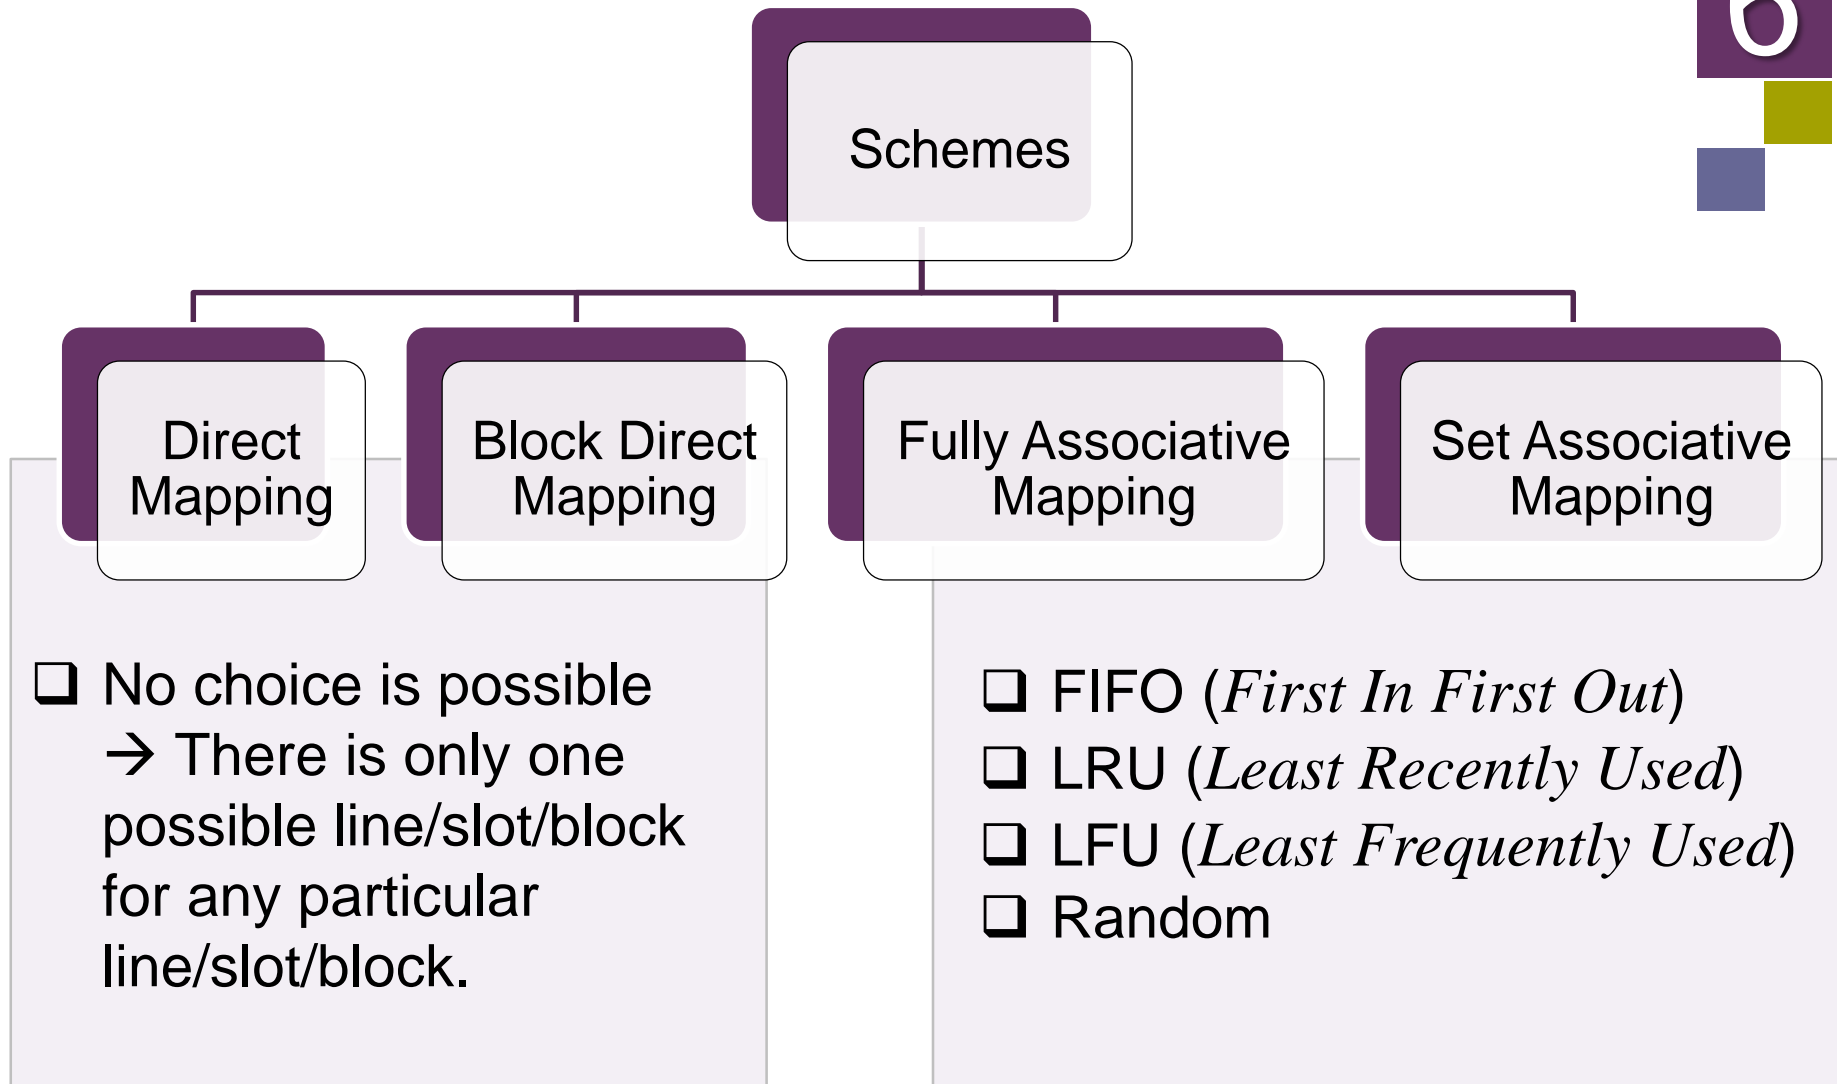 6
Schemes
Direct
Mapping
Block Direct
Mapping
Fully Associative
Mapping
Set Associative
Mapping
❑ No choice is possible
→ There is only one
possible line/slot/block
for any particular
line/slot/block.
❑ FIFO (First In First Out)
❑ LRU (Least Recently Used)
❑ LFU (Least Frequently Used)
❑ Random